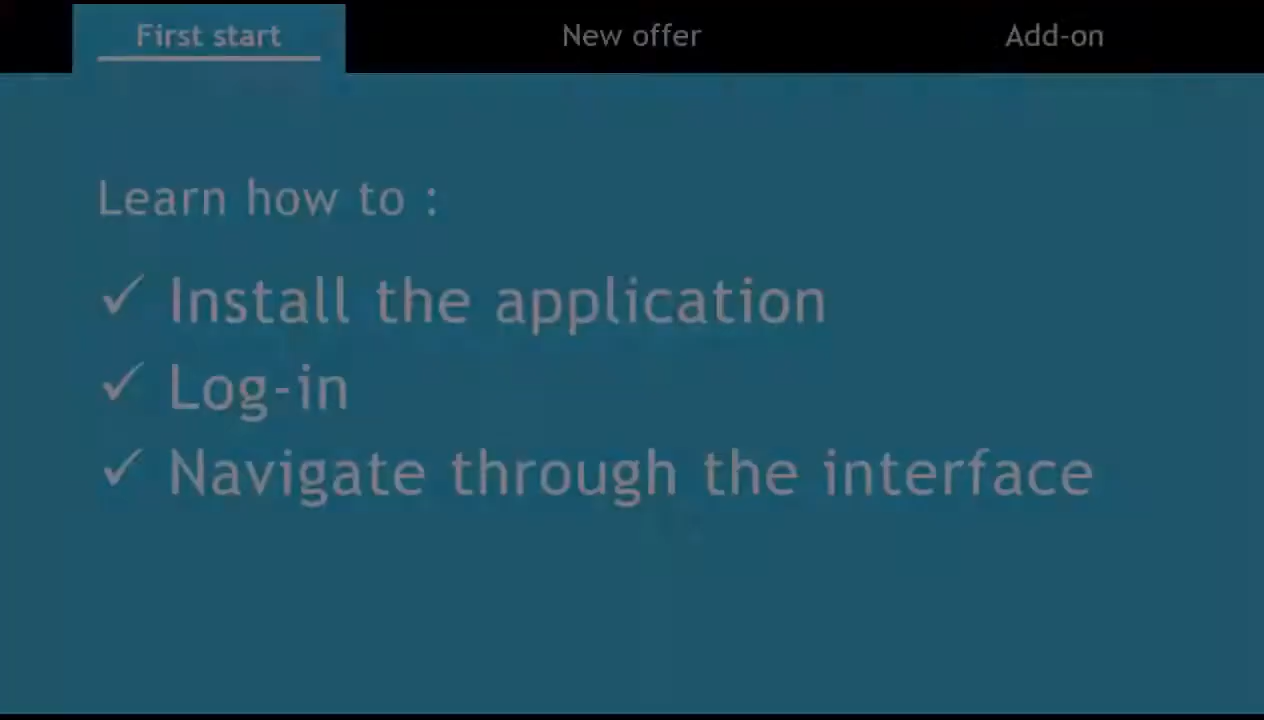 First start
New offer
Add-on
Learn how to :
✓ Install the application
✓ Log-in
✓ Navigate through the interface